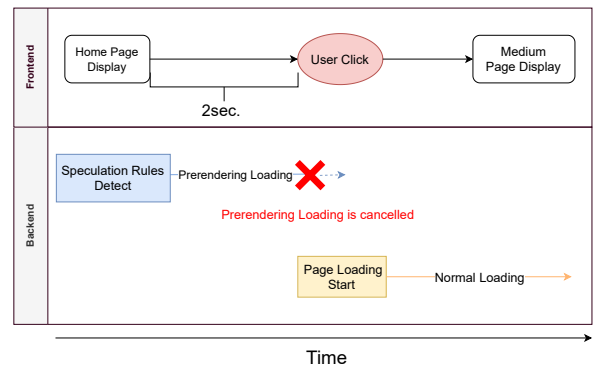 Frontend
Home Page
Display
User Click
Medium
Page Display
2sec.
Backend
Speculation Rules
Detect
Prerendering Loading
Prerendering Loading is cancelled
Page Loading
Start
Normal Loading
Time